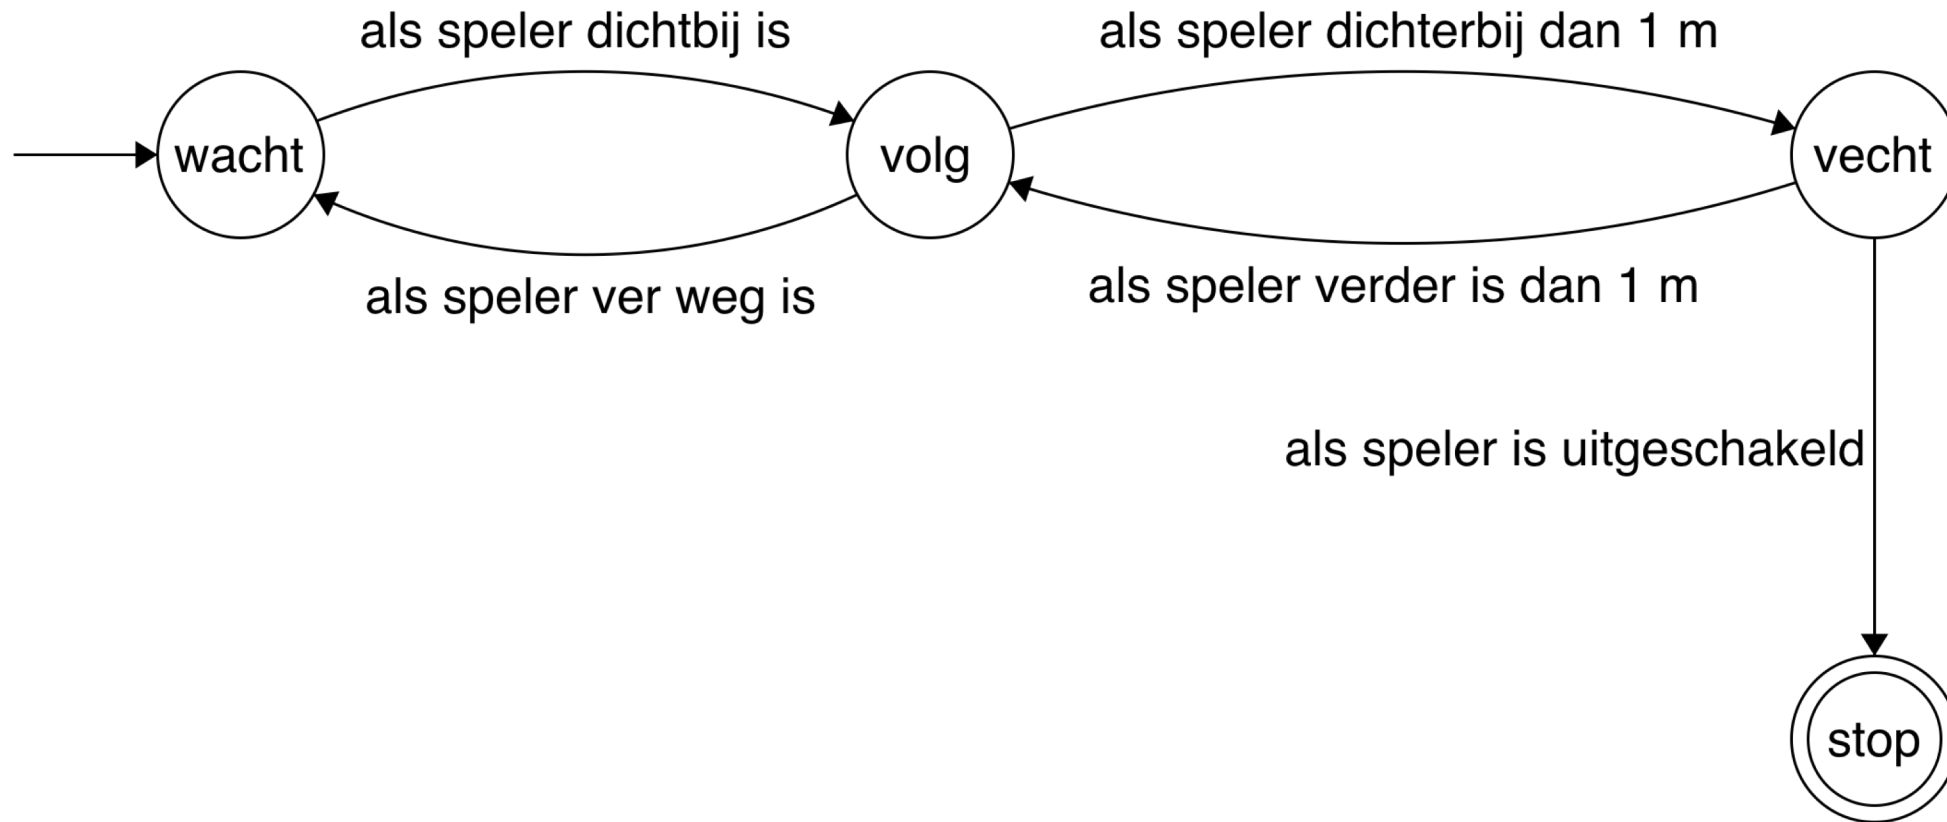 als speler dichtbij is
als speler dichterbij dan 1 m
wacht
volg
vecht
als speler ver weg is
als speler verder is dan 1 m
als speler is uitgeschakeld
stop